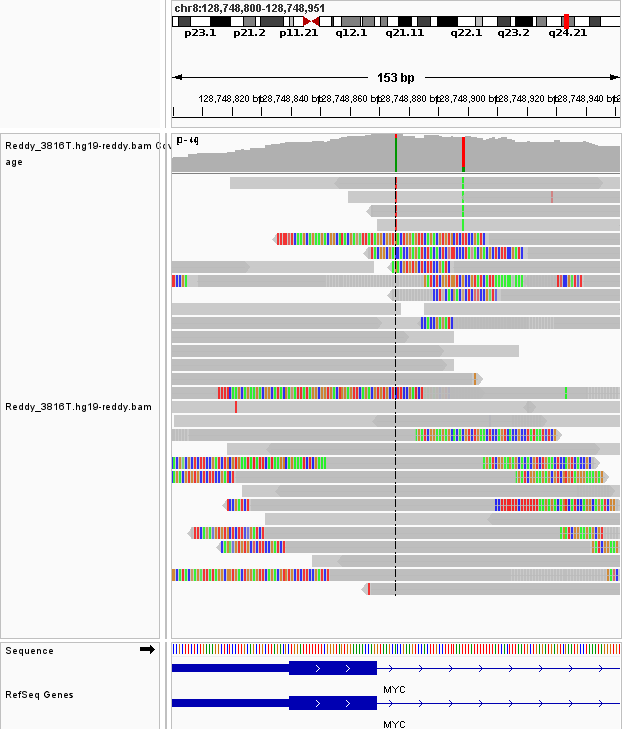 chr8:128,748,800-128,748,951
p23.1 p21.2 p11.21 q12.1 q21.11 q22.1 q23.2 q24.21
153 bp
128,748,820 bp 128,748,840 bp 128,748,860 bp 128,748,880 bp 128,748,900 bp 128,748,920 bp 128,748,940 bp
Reddy_3816T.hg19-reddy.bam Cov
age
Reddy_3816T.hg19-reddy.bam
Sequence
MYC
RefSeq Genes
MYC